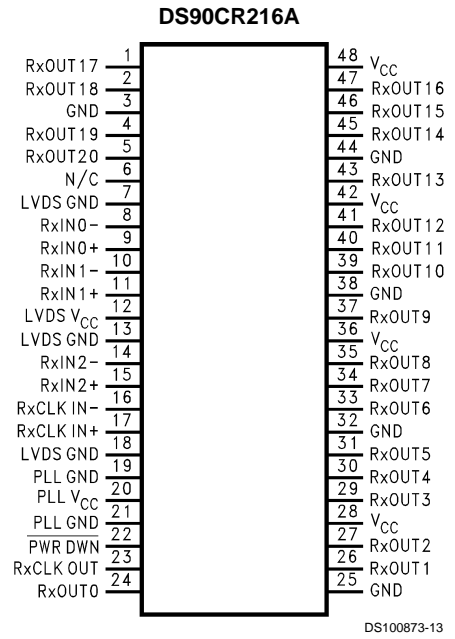 DS90CR216A
RxOUT17 1
RxOUT18 2
GND 3
RxOUT19 4
RxOUT20 5
N/C 6
LVDS GND 7
RxIN0- 8
RxIN0+ 9
RxIN1- 10
RxIN1+ 11
LVDS VCC 12
LVDS GND 13
RxIN2- 14
RxIN2+ 15
RxCLK IN- 16
RxCLK IN+ 17
LVDS GND 18
PLL GND 19
PLL VCC 20
PLL GND 21
PWR DWN 22
RxCLK OUT 23
RxOUT0 24
48 VCC
47 RxOUT16
46 RxOUT15
45 RxOUT14
44 GND
43 RxOUT13
42 VCC
41 RxOUT12
40 RxOUT11
39 RxOUT10
38 GND
37 RxOUT9
36 VCC
35 RxOUT8
34 RxOUT7
33 RxOUT6
32 GND
31 RxOUT5
30 RxOUT4
29 RxOUT3
28 VCC
27 RxOUT2
26 RxOUT1
25 GND
DS100873-13